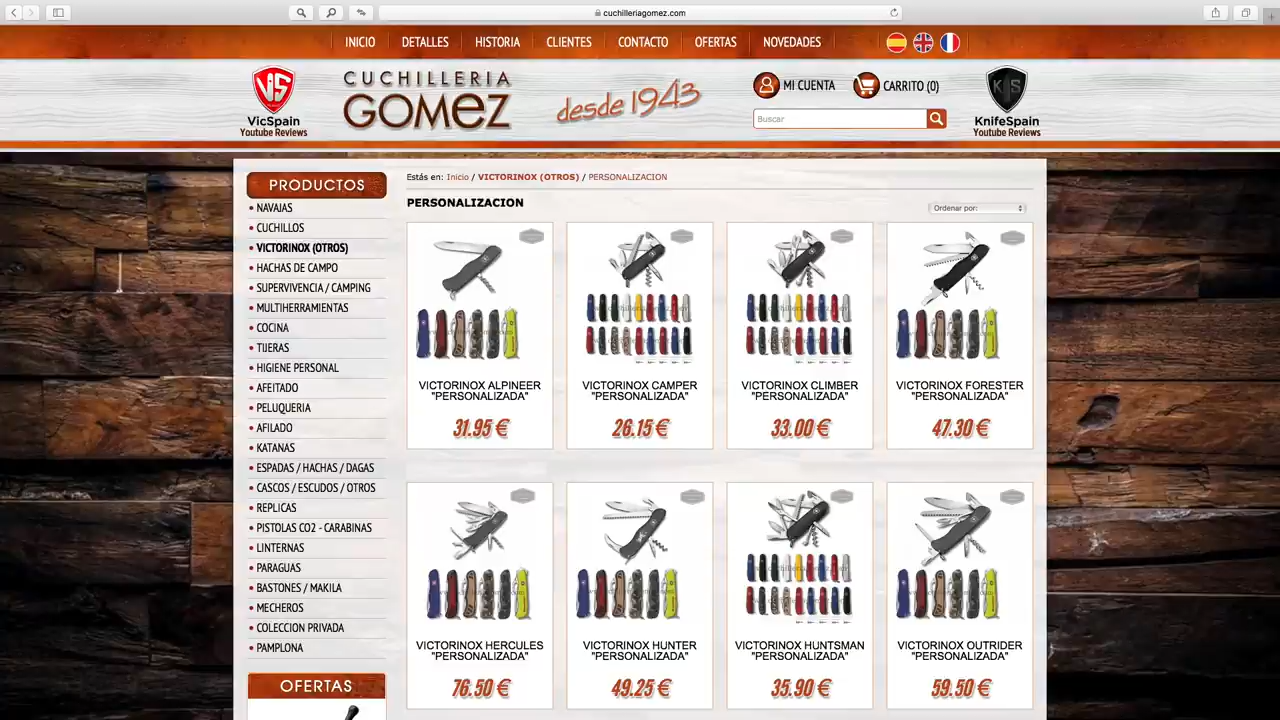 cuchilleriagomez.com
INICIO
DETALLES
HISTORIA
CLIENTES
CONTACTO
OFERTAS
NOVEDADES
VS
VicSpain
Youtube Reviews
CUCHILLERIA
GOMEZ
desde 1943
MI CUENTA
CARRITO (0)
Buscar
KS
KnifeSpain
Youtube Reviews
PRODUCTOS
• NAVAJAS
• CUCHILLOS
• VICTORINOX (OTROS)
• HACHAS DE CAMPO
• SUPERVIVENCIA / CAMPING
• MULTIHERRAMIENTAS
• COCINA
• TIJERAS
• HIGIENE PERSONAL
• AFEITADO
• PELUQUERIA
• AFILADO
• KATANAS
• ESPADAS / HACHAS / DAGAS
• CASCOS / ESCUDOS / OTROS
• REPLICAS
• PISTOLAS CO2 - CARABINAS
• LINTERNAS
• PARAGUAS
• BASTONES / MAKILA
• MECHEROS
• COLECCION PRIVADA
• PAMPLONA
OFERTAS
Estás en: Inicio / VICTORINOX (OTROS) / PERSONALIZACION
PERSONALIZACION
Ordenar por:
VICTORINOX ALPINEER
"PERSONALIZADA"
31.95 €
VICTORINOX CAMPER
"PERSONALIZADA"
26.15 €
VICTORINOX CLIMBER
"PERSONALIZADA"
33.00 €
VICTORINOX FORESTER
"PERSONALIZADA"
47.30 €
VICTORINOX HERCULES
"PERSONALIZADA"
76.50 €
VICTORINOX HUNTER
"PERSONALIZADA"
49.25 €
VICTORINOX HUNTSMAN
"PERSONALIZADA"
35.90 €
VICTORINOX OUTRIDER
"PERSONALIZADA"
59.50 €